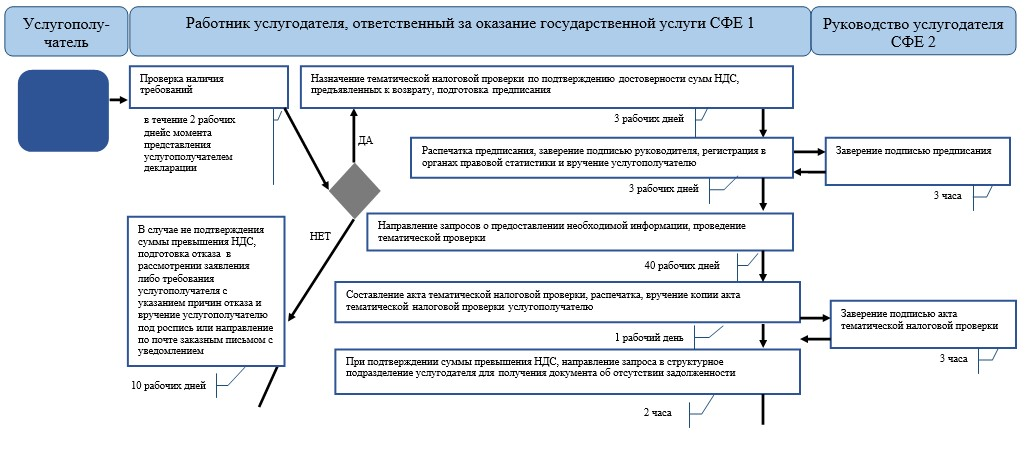 Услугополу-
чатель
Работник услугодателя, ответственный за оказание государственной услуги СФЕ 1
Руководство услугодателя
СФЕ 2
Проверка наличия
требований
в течение 2 рабочих
днейс момента
представления
услугополучателем
декларации
Назначение тематической налоговой проверки по подтверждению достоверности сумм НДС,
предъявленных к возврату, подготовка предписания
3 рабочих дней
ДА
Распечатка предписания, заверение подписью руководителя, регистрация в
органах правовой статистики и вручение услугополучателю
3 рабочих дней
Заверение подписью предписания
3 часа
НЕТ
Направление запросов о предоставлении необходимой информации, проведение
тематической проверки
40 рабочих дней
В случае не подтверждения
суммы превышения НДС,
подготовка отказа в
рассмотрении заявления
либо требования
услугополучателя с
указанием причин отказа и
вручение услугополучателю
под роспись или направление
по почте заказным письмом с
уведомлением
10 рабочих дней
Составление акта тематической налоговой проверки, распечатка, вручение копии акта
тематической налоговой проверки услугополучателю
1 рабочий день
Заверение подписью акта
тематической налоговой проверки
3 часа
При подтверждении суммы превышения НДС, направление запроса в структурное
подразделение услугодателя для получения документа об отсутствии задолженности
2 часа